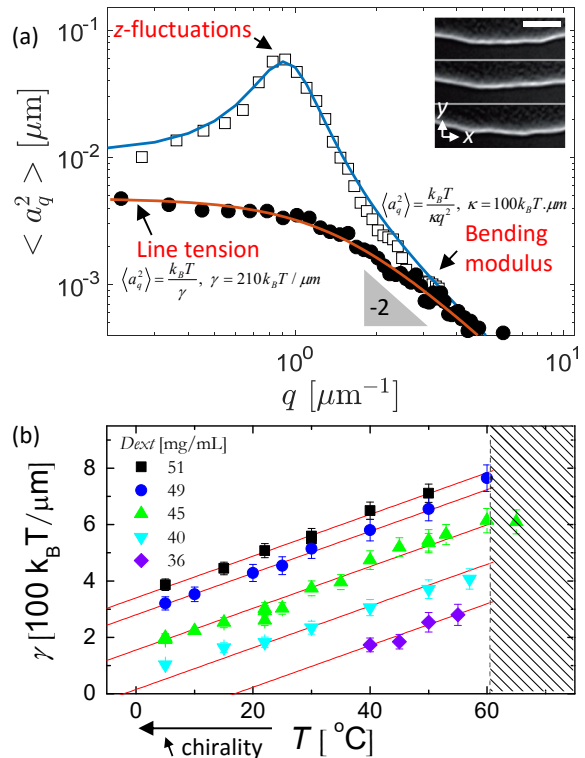 (a)
10⁻¹
10⁻²
10⁻³
< a_q² > [μm]
z-fluctuations
y
x
⟨a_q²⟩ = k_BT / κq² , κ = 100k_BT.μm
Line tension
Bending
modulus
⟨a_q²⟩ = k_BT / γ , γ = 210k_BT / μm
-2
10⁰
10¹
q [μm⁻¹]
(b)
Dext [mg/mL]
51
49
45
40
36
8
6
4
2
0
γ [100 k_BT/μm]
0
20
40
60
chirality
T [°C]